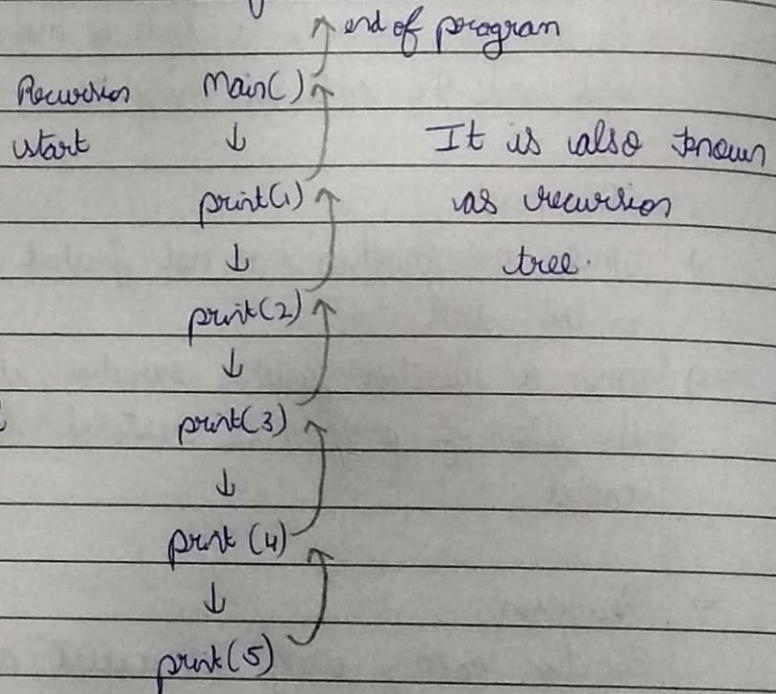 end of program
Recursion Main()
start ↓
It is also known
print(1)
as recursion
↓
tree.
print(2)
↓
print(3)
↓
print (4)
↓
print(5)